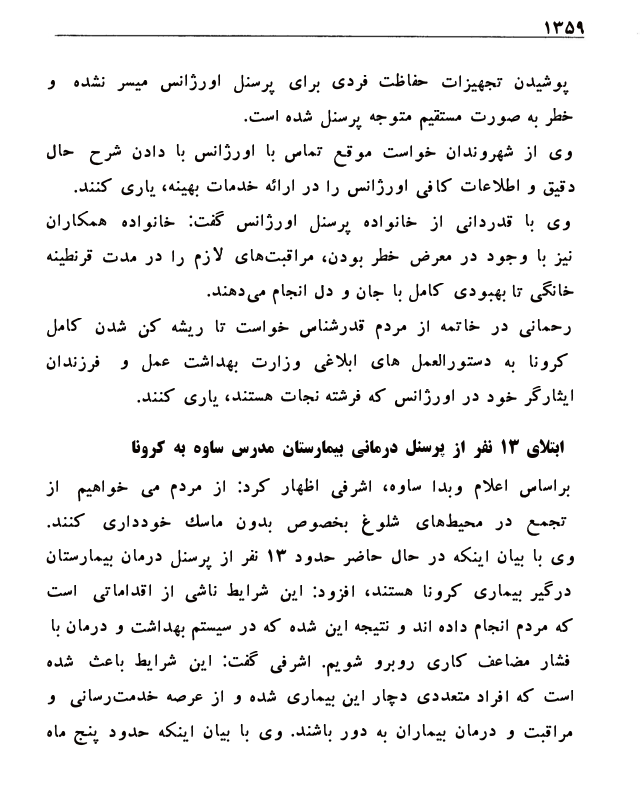 ۱۳۵۹
پوشیدن تجهیزات حفاظت فردی برای پرسنل اورژانس میسر نشده و
خطر به صورت مستقیم متوجه پرسنل شده است.
وی از شهروندان خواست موقع تماس با اورژانس با دادن شرح حال
دقیق و اطلاعات کافی اورژانس را در ارائه خدمات بهینه، یاری کنند.
وی با قدردانی از خانواده پرسنل اورژانس گفت: خانواده همکاران
نیز با وجود در معرض خطر بودن، مراقبت‌های لازم را در مدت قرنطینه
خانگی تا بهبودی کامل با جان و دل انجام می‌دهند.
رحمانی در خاتمه از مردم قدرشناس خواست تا ریشه کن شدن کامل
کرونا به دستورالعمل های ابلاغی وزارت بهداشت عمل و فرزندان
ایثارگر خود در اورژانس که فرشته نجات هستند، یاری کنند.
ابتلای ۱۳ نفر از پرسنل درمانی بیمارستان مدرس ساوه به کرونا
براساس اعلام وبدا ساوه، اشرفی اظهار کرد: از مردم می خواهیم از
تجمع در محیط‌های شلوغ بخصوص بدون ماسك خودداری کنند.
وی با بیان اینکه در حال حاضر حدود ۱۳ نفر از پرسنل درمان بیمارستان
درگیر بیماری کرونا هستند، افزود: این شرایط ناشی از اقداماتی است
که مردم انجام داده اند و نتیجه این شده که در سیستم بهداشت و درمان با
فشار مضاعف کاری روبرو شویم. اشرفی گفت: این شرایط باعث شده
است که افراد متعددی دچار این بیماری شده و از عرصه خدمت‌رسانی و
مراقبت و درمان بیماران به دور باشند. وی با بیان اینکه حدود پنج ماه